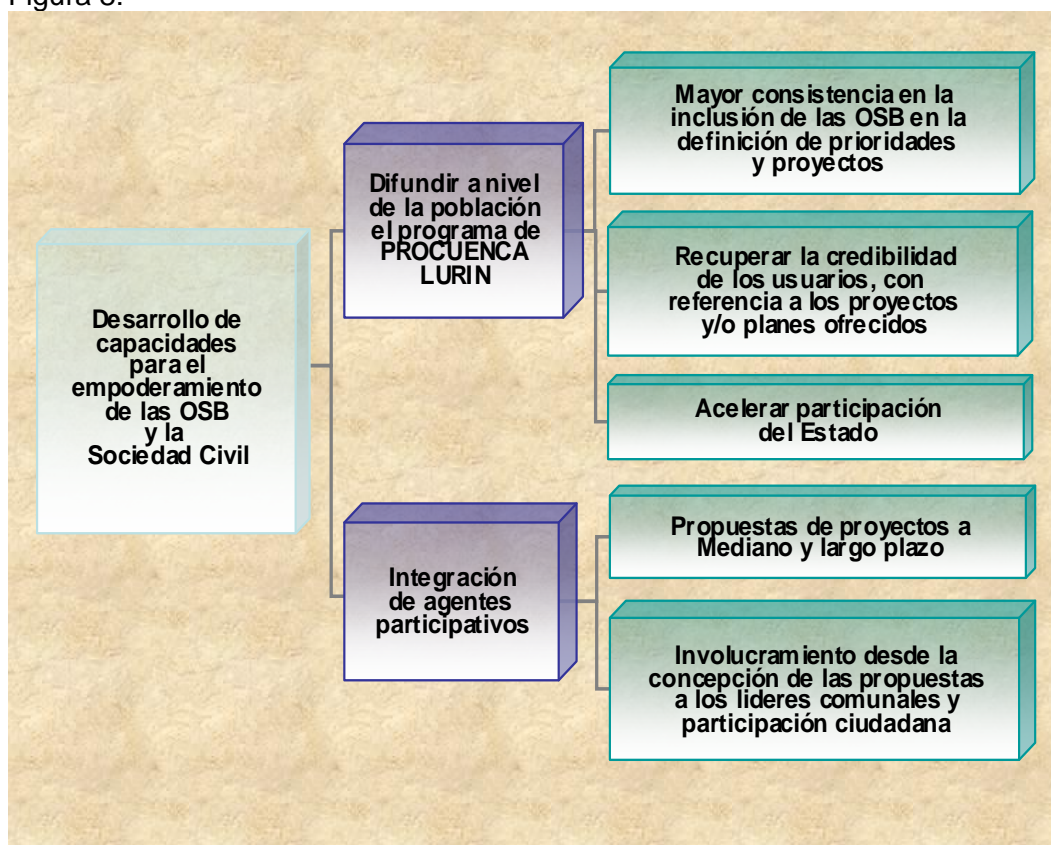 Desarrollo de
capacidades
para el
empoderamiento
de las OSB
y la
Sociedad Civil
Difundir a nivel
de la población
el programa de
PROCUENCA
LURIN
Mayor consistencia en la
inclusión de las OSB en la
definición de prioridades
y proyectos
Recuperar la credibilidad
de los usuarios, con
referencia a los proyectos
y/o planes ofrecidos
Acelerar participación
del Estado
Integración
de agentes
participativos
Propuestas de proyectos a
Mediano y largo plazo
Involucramiento desde la
concepción de las propuestas
a los lideres comunales y
participación ciudadana